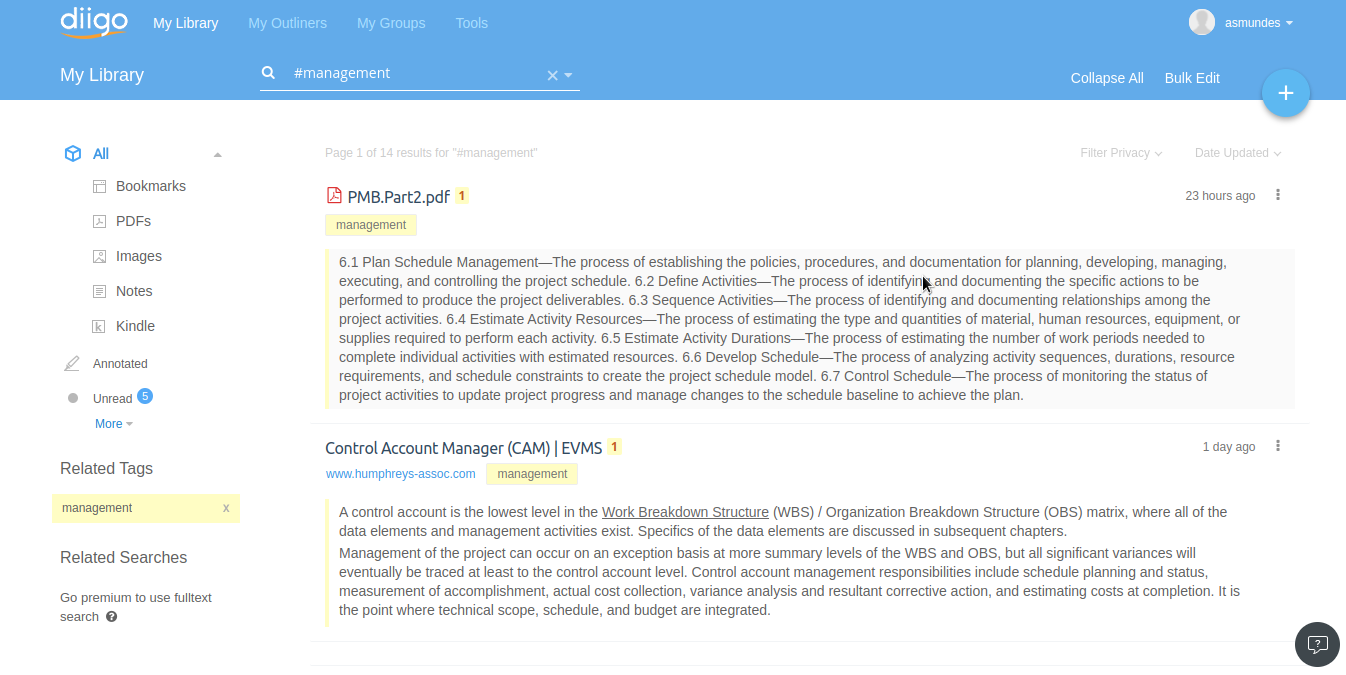 diigo My Library My Outliners My Groups Tools asmundes
My Library #management Collapse All Bulk Edit
All
Bookmarks
PDFs
Images
Notes
Kindle
Annotated
Unread 5
More
Related Tags
management x
Related Searches
Go premium to use fulltext
search ?
Page 1 of 14 results for "#management" Filter Privacy Date Updated
PMB.Part2.pdf 1 23 hours ago
management
6.1 Plan Schedule Management—The process of establishing the policies, procedures, and documentation for planning, developing, managing,
executing, and controlling the project schedule. 6.2 Define Activities—The process of identifying and documenting the specific actions to be
performed to produce the project deliverables. 6.3 Sequence Activities—The process of identifying and documenting relationships among the
project activities. 6.4 Estimate Activity Resources—The process of estimating the type and quantities of material, human resources, equipment, or
supplies required to perform each activity. 6.5 Estimate Activity Durations—The process of estimating the number of work periods needed to
complete individual activities with estimated resources. 6.6 Develop Schedule—The process of analyzing activity sequences, durations, resource
requirements, and schedule constraints to create the project schedule model. 6.7 Control Schedule—The process of monitoring the status of
project activities to update project progress and manage changes to the schedule baseline to achieve the plan.
Control Account Manager (CAM) | EVMS 1 1 day ago
www.humphreys-assoc.com management
A control account is the lowest level in the Work Breakdown Structure (WBS) / Organization Breakdown Structure (OBS) matrix, where all of the
data elements and management activities exist. Specifics of the data elements are discussed in subsequent chapters.
Management of the project can occur on an exception basis at more summary levels of the WBS and OBS, but all significant variances will
eventually be traced at least to the control account level. Control account management responsibilities include schedule planning and status,
measurement of accomplishment, actual cost collection, variance analysis and resultant corrective action, and estimating costs at completion. It is
the point where technical scope, schedule, and budget are integrated.